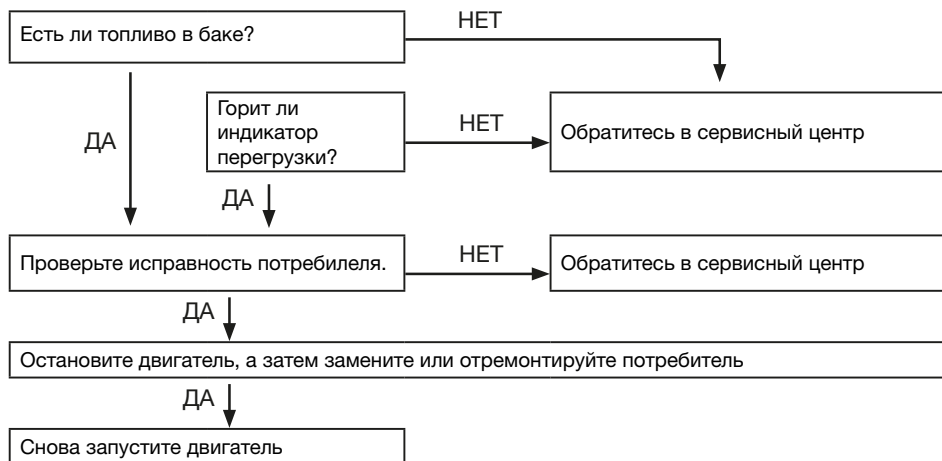 НЕТ
Есть ли топливо в баке?
Горит ли
индикатор
перегрузки?
НЕТ
Обратитесь в сервисный центр
ДА
ДА
Проверьте исправность потребилеля.
НЕТ
Обратитесь в сервисный центр
ДА
Остановите двигатель, а затем замените или отремонтируйте потребитель
ДА
Снова запустите двигатель